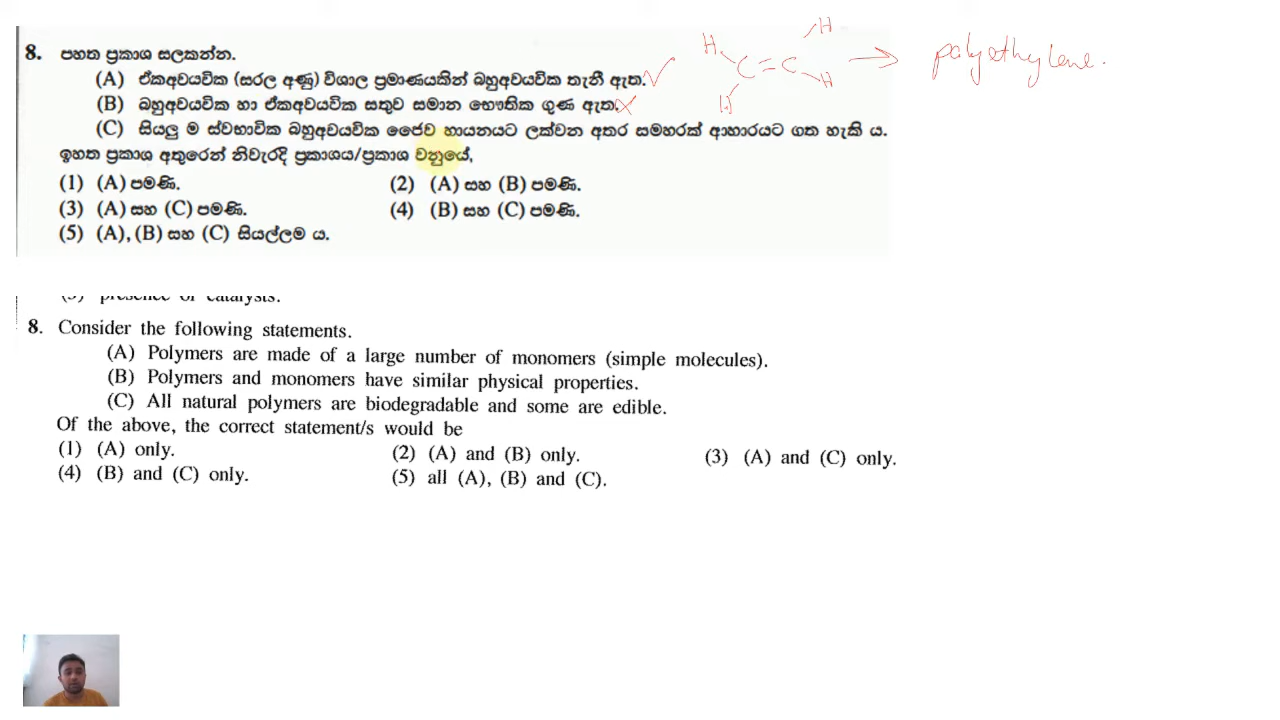 8. පහත ප්‍රකාශ සලකන්න.
(A) ඒකඅවයවික (සරල අණු) විශාල ප්‍රමාණයකින් බහුඅවයවික තැනී ඇත.
(B) බහුඅවයවික හා ඒකඅවයවික සතුව සමාන භෞතික ගුණ ඇත.
(C) සියලු ම ස්වභාවික බහුඅවයවික ජෛව හායනයට ලක්වන අතර සමහරක් ආහාරයට ගත හැකි ය.
ඉහත ප්‍රකාශ අතුරෙන් නිවැරදි ප්‍රකාශය/ප්‍රකාශ වනුයේ,
(1) (A) පමණි. (2) (A) සහ (B) පමණි.
(3) (A) සහ (C) පමණි. (4) (B) සහ (C) පමණි.
(5) (A), (B) සහ (C) සියල්ලම ය.
H H
C = C → polyethylene.
H H
presence of catalysts.
8. Consider the following statements.
(A) Polymers are made of a large number of monomers (simple molecules).
(B) Polymers and monomers have similar physical properties.
(C) All natural polymers are biodegradable and some are edible.
Of the above, the correct statement/s would be
(1) (A) only. (2) (A) and (B) only. (3) (A) and (C) only.
(4) (B) and (C) only. (5) all (A), (B) and (C).